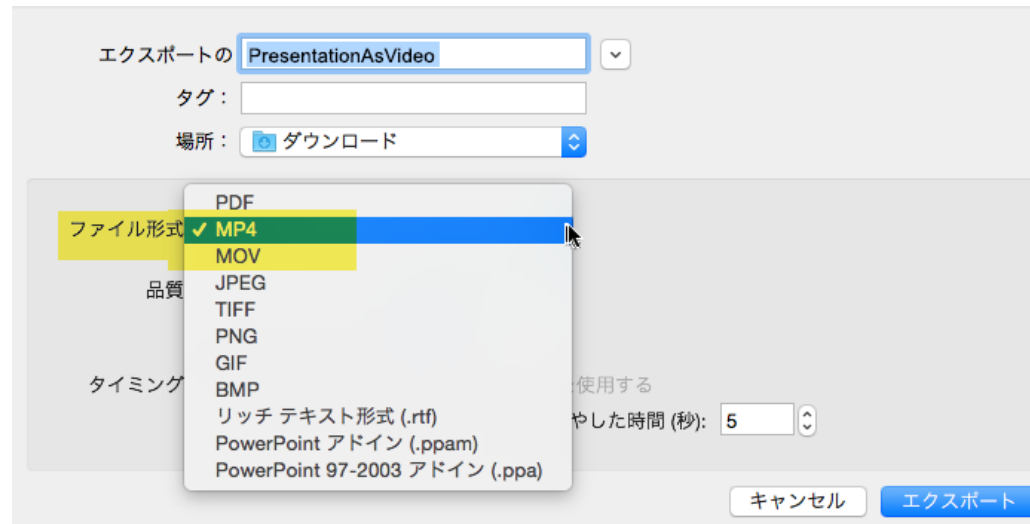 エクスポートの PresentationAsVideo
タグ：
場所： ダウンロード
PDF
ファイル形式 ✓ MP4
MOV
品質 JPEG
TIFF
PNG
GIF
タイミング 使用する
BMP
リッチ テキスト形式 (.rtf) やした時間 (秒): 5
PowerPoint アドイン (.ppam)
PowerPoint 97-2003 アドイン (.ppa)
キャンセル エクスポート